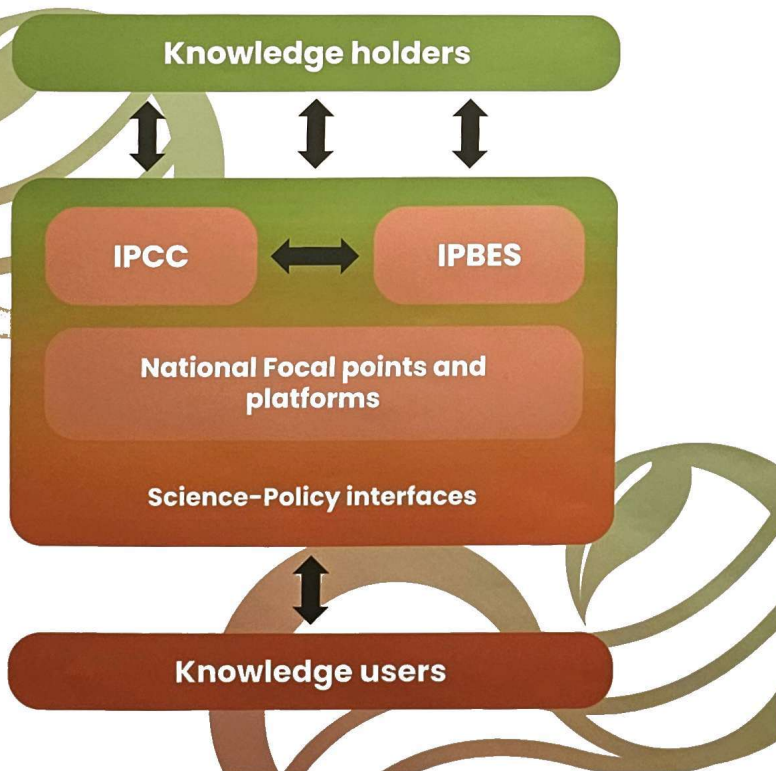 Knowledge holders
IPCC
IPBES
National Focal points and
platforms
Science-Policy interfaces
Knowledge users